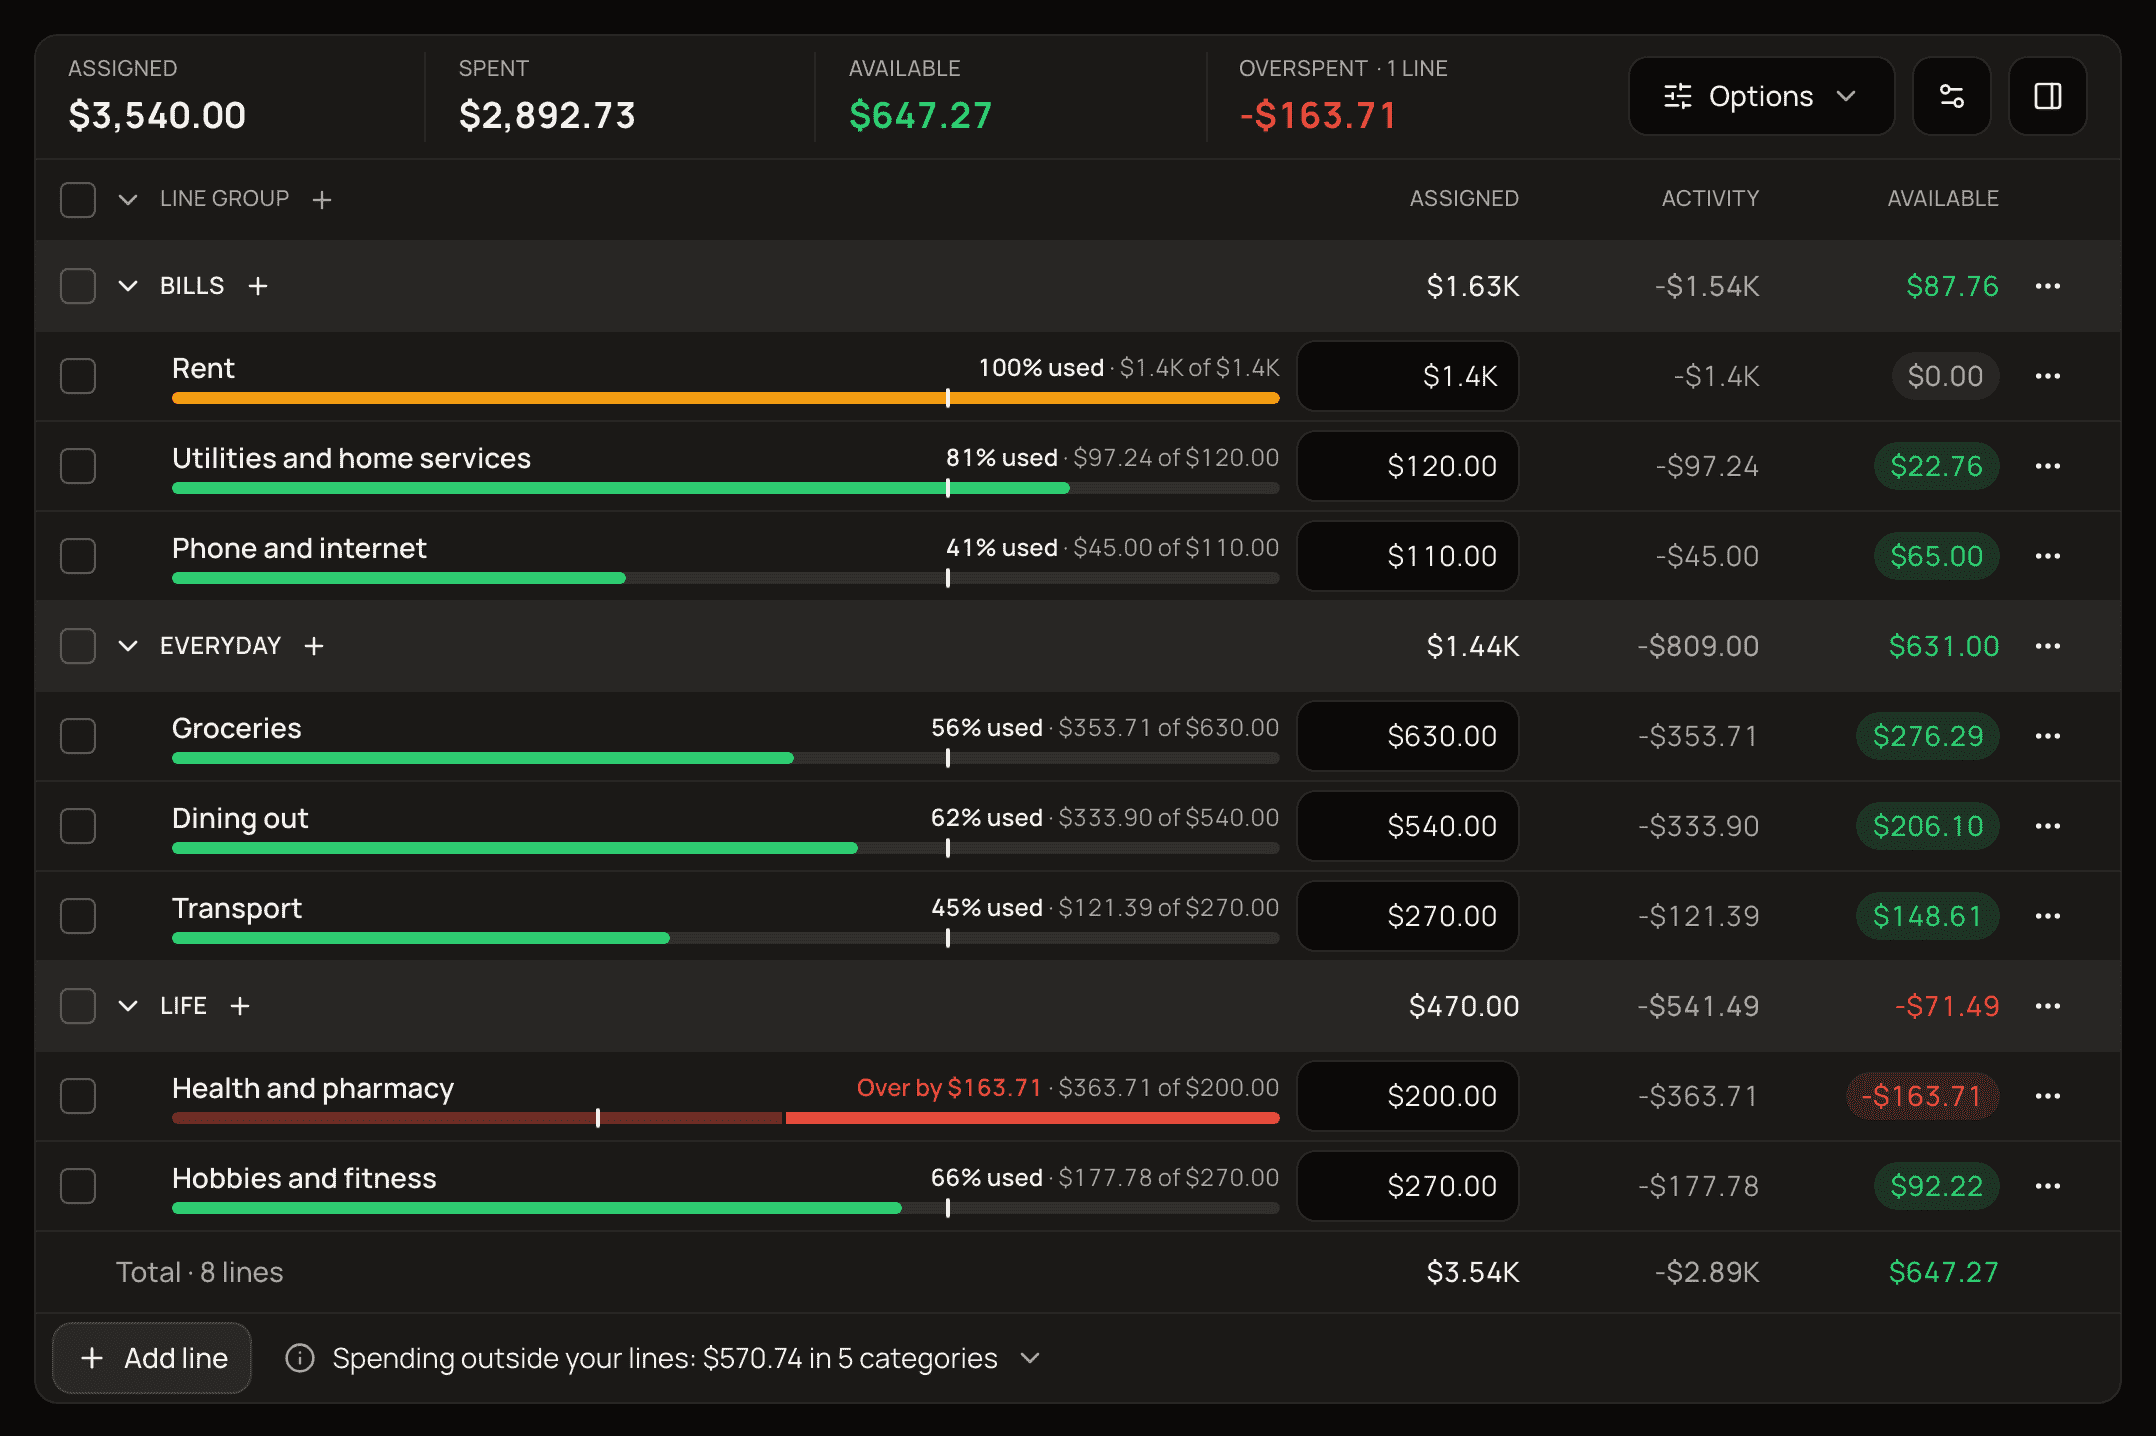 ASSIGNED SPENT AVAILABLE OVERSPENT · 1 LINE
$3,540.00 $2,892.73 $647.27 -$163.71 Options
LINE GROUP + ASSIGNED ACTIVITY AVAILABLE
BILLS + $1.63K -$1.54K $87.76
Rent 100% used · $1.4K of $1.4K $1.4K -$1.4K $0.00
Utilities and home services 81% used · $97.24 of $120.00 $120.00 -$97.24 $22.76
Phone and internet 41% used · $45.00 of $110.00 $110.00 -$45.00 $65.00
EVERYDAY + $1.44K -$809.00 $631.00
Groceries 56% used · $353.71 of $630.00 $630.00 -$353.71 $276.29
Dining out 62% used · $333.90 of $540.00 $540.00 -$333.90 $206.10
Transport 45% used · $121.39 of $270.00 $270.00 -$121.39 $148.61
LIFE + $470.00 -$541.49 -$71.49
Health and pharmacy Over by $163.71 · $363.71 of $200.00 $200.00 -$363.71 -$163.71
Hobbies and fitness 66% used · $177.78 of $270.00 $270.00 -$177.78 $92.22
Total · 8 lines $3.54K -$2.89K $647.27
+ Add line Spending outside your lines: $570.74 in 5 categories